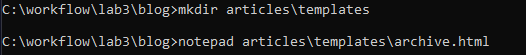 C:\workflow\lab3\blog>mkdir articles\templates
C:\workflow\lab3\blog>notepad articles\templates\archive.html